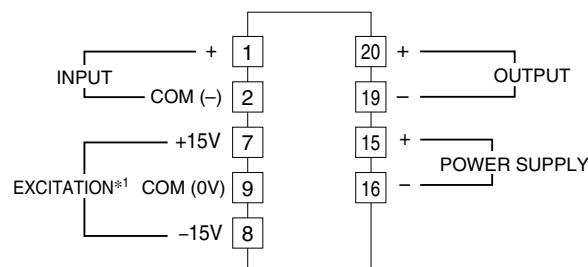 + 1 20 +
INPUT OUTPUT
COM (–) 2 19 –
+15V 7 15 +
POWER SUPPLY
EXCITATION*1 COM (0V) 9 16 –
–15V 8